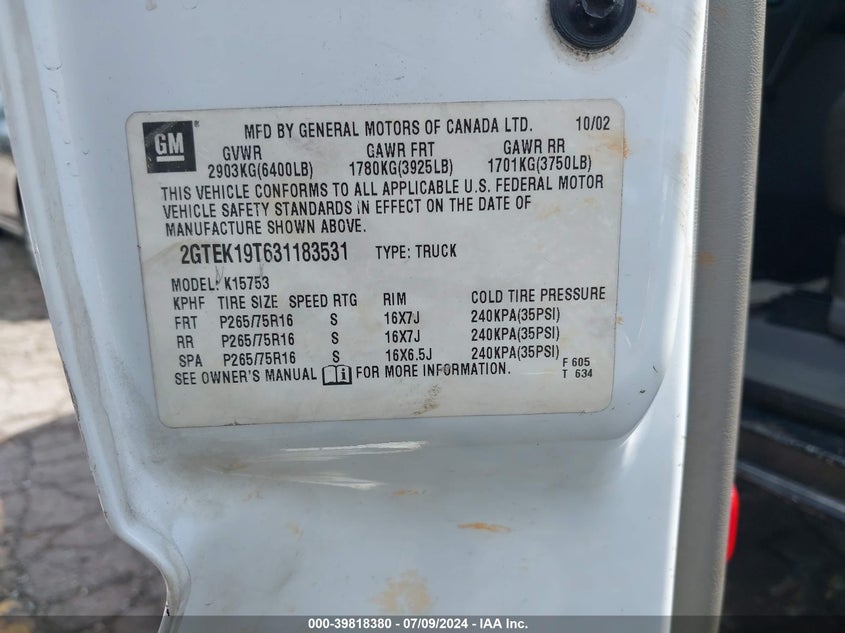 GM ® MFD BY GENERAL MOTORS OF CANADA LTD. 10/02
GVWR GAWR FRT GAWR RR
2903KG(6400LB) 1780KG(3925LB) 1701KG(3750LB)
THIS VEHICLE CONFORMS TO ALL APPLICABLE U.S. FEDERAL MOTOR
VEHICLE SAFETY STANDARDS IN EFFECT ON THE DATE OF
MANUFACTURE SHOWN ABOVE.
2GTEK19T631183531 TYPE: TRUCK
MODEL: K15753
KPHF TIRE SIZE SPEED RTG RIM COLD TIRE PRESSURE
FRT P265/75R16 S 16X7J 240KPA(35PSI)
RR P265/75R16 S 16X7J 240KPA(35PSI)
SPA P265/75R16 S 16X6.5J 240KPA(35PSI)
SEE OWNER'S MANUAL FOR MORE INFORMATION.
F 605
T 634
000-39818380 - 07/09/2024 - IAA Inc.